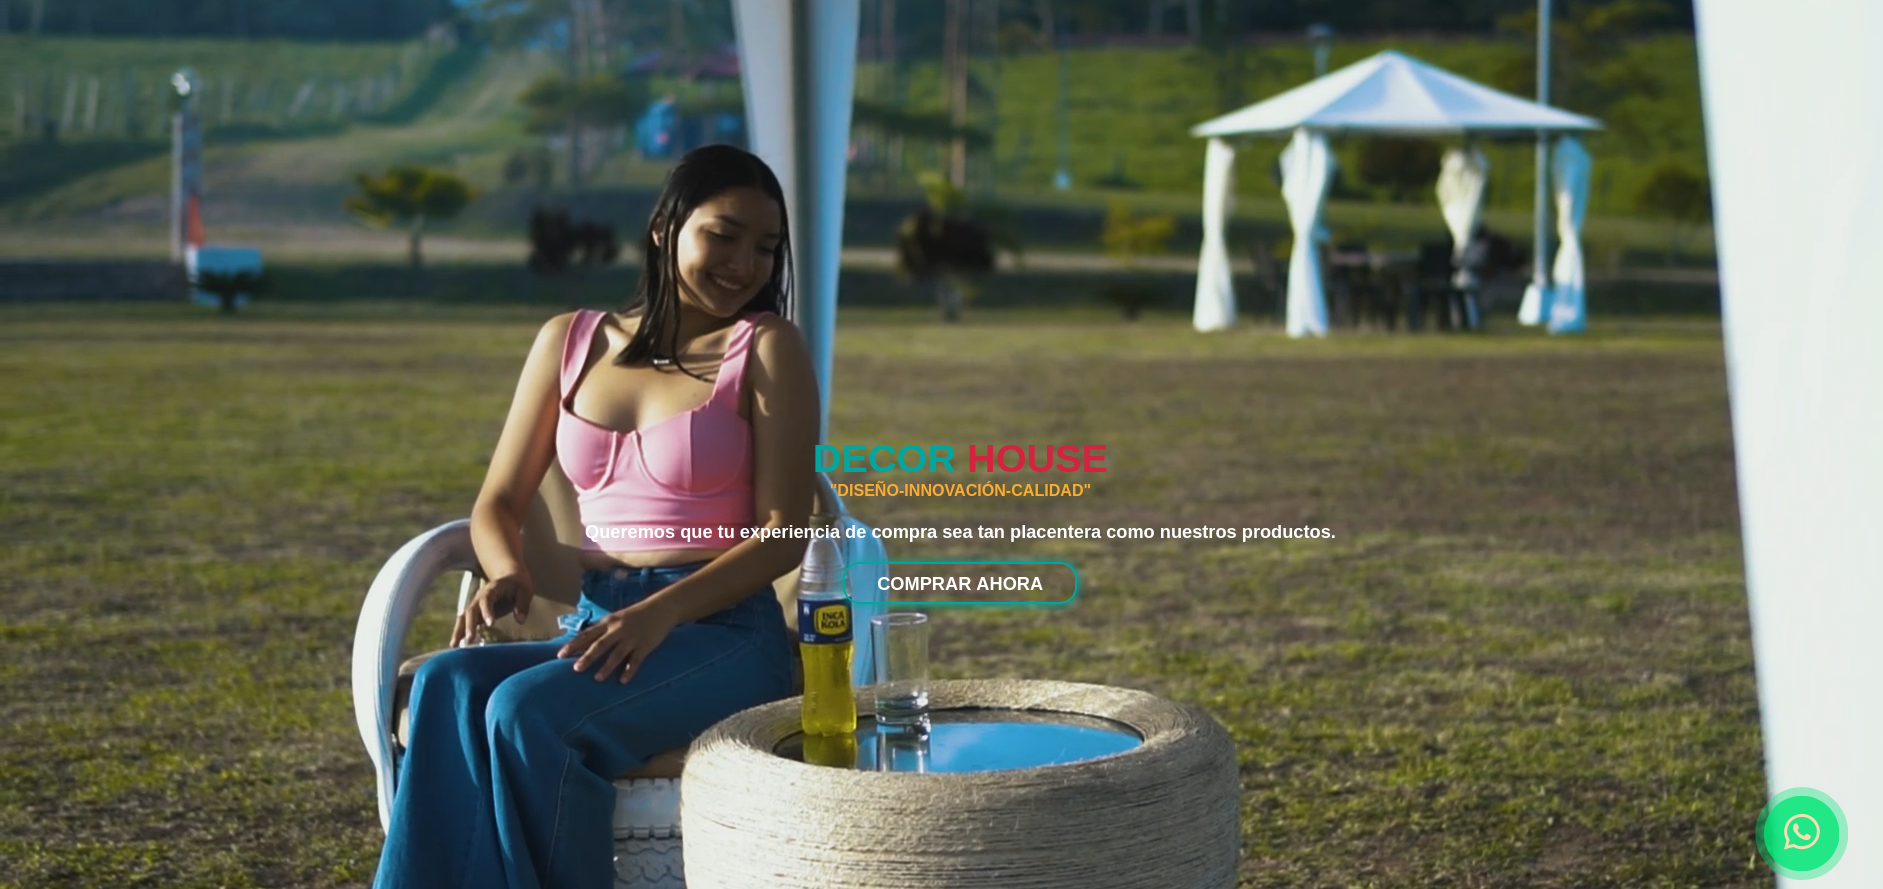 DECOR HOUSE
"DISEÑO-INNOVACIÓN-CALIDAD"
Queremos que tu experiencia de compra sea tan placentera como nuestros productos.
COMPRAR AHORA
INCA
KOLA